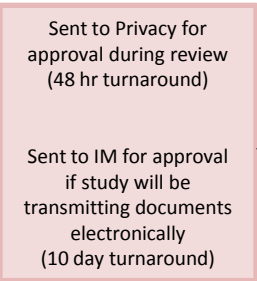 Sent to Privacy for
approval during review
(48 hr turnaround)
Sent to IM for approval
if study will be
transmitting documents
electronically
(10 day turnaround)